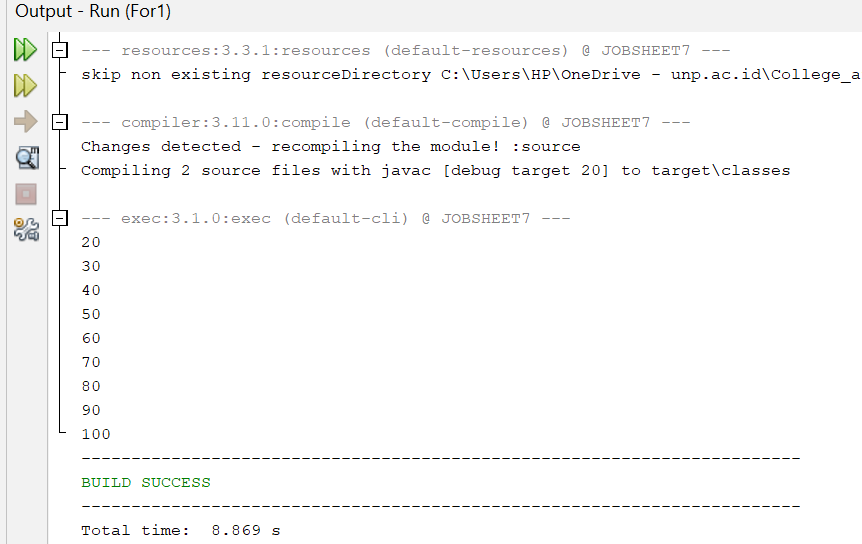 Output - Run (For1)
--- resources:3.3.1:resources (default-resources) @ JOBSHEET7 ---
skip non existing resourceDirectory C:\Users\HP\OneDrive - unp.ac.id\College_a
--- compiler:3.11.0:compile (default-compile) @ JOBSHEET7 ---
Changes detected - recompiling the module! :source
Compiling 2 source files with javac [debug target 20] to target\classes
--- exec:3.1.0:exec (default-cli) @ JOBSHEET7 ---
20
30
40
50
60
70
80
90
100
------------------------------------------------------------------------
BUILD SUCCESS
------------------------------------------------------------------------
Total time:  8.869 s